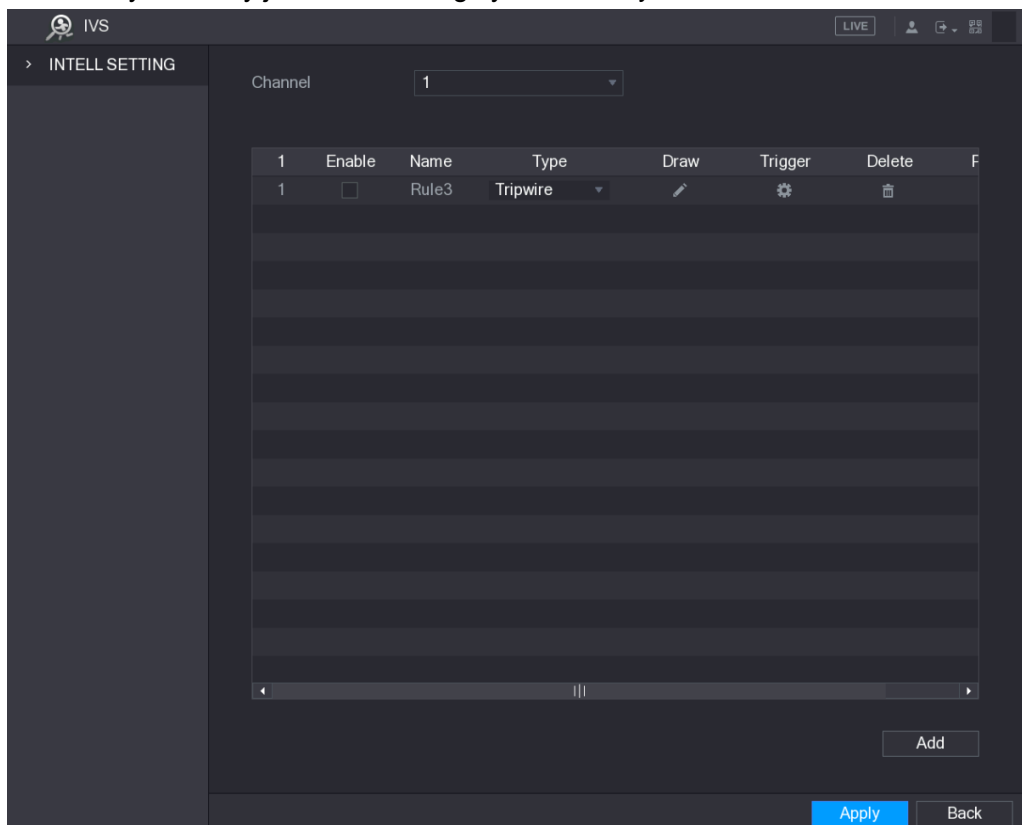 IVS
LIVE
INTELL SETTING
Channel 1
1 Enable Name Type Draw Trigger Delete
1 Rule3 Tripwire
Add
Apply Back